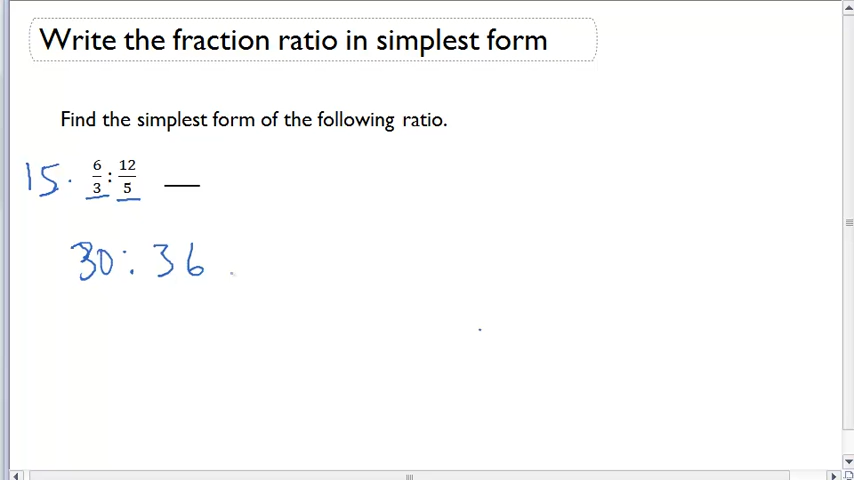 Write the fraction ratio in simplest form
Find the simplest form of the following ratio.
15 · 6/3 : 12/5 ___
30 : 36